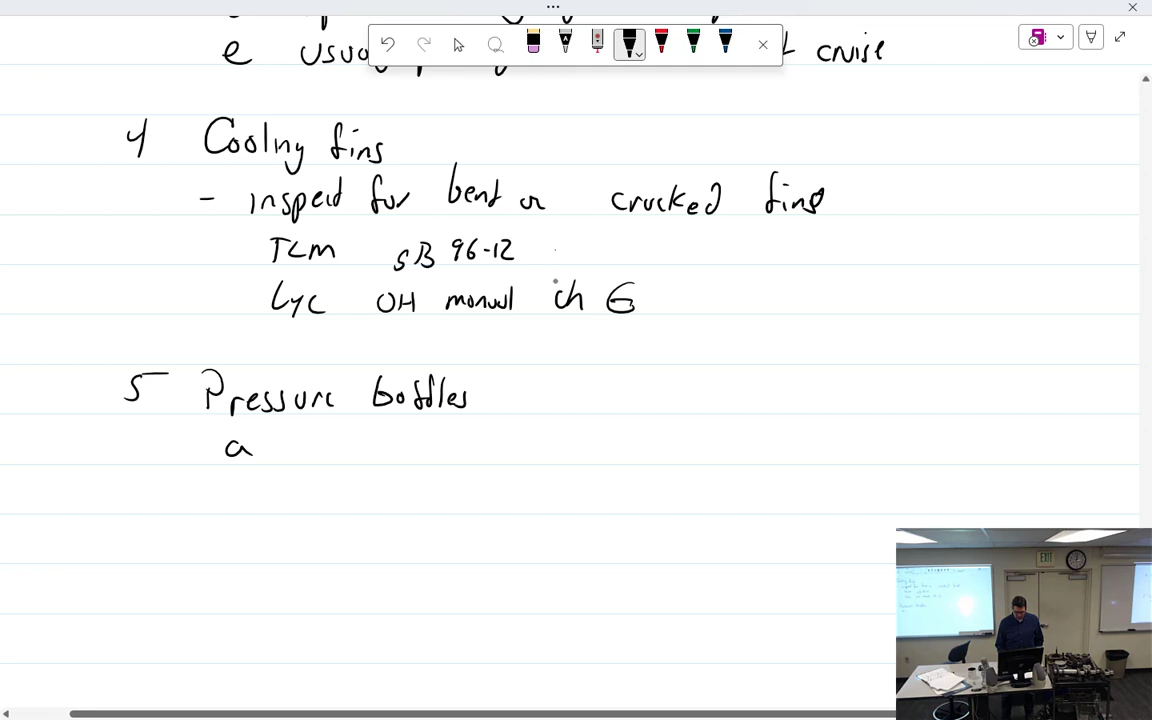 e usua cruise
4 Cooling fins
- inspect for bent or cracked fins
TCM SB 96-12
Lyc OH manual ch 6
5 Pressure baffles
a
EXIT